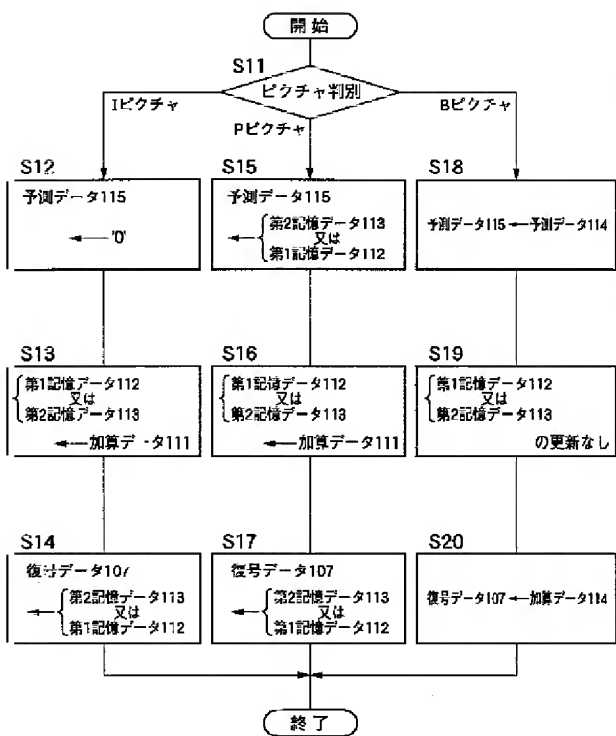 開始
S11
ピクチャ判別
Iピクチャ
Pピクチャ
Bピクチャ
S12
予測データ115
'0'
S15
予測データ115
第2記憶データ113
又は
第1記憶データ112
S18
予測データ115 ← 予測データ114
S13
第1記憶データ112
又は
第2記憶データ113
← 加算データ111
S16
第1記憶データ112
又は
第2記憶データ113
← 加算データ111
S19
第1記憶データ112
又は
第2記憶データ113
の更新なし
S14
復号データ107
第2記憶データ113
又は
第1記憶データ112
S17
復号データ107
第2記憶データ113
又は
第1記憶データ112
S20
復号データ107 ← 加算データ114
終了